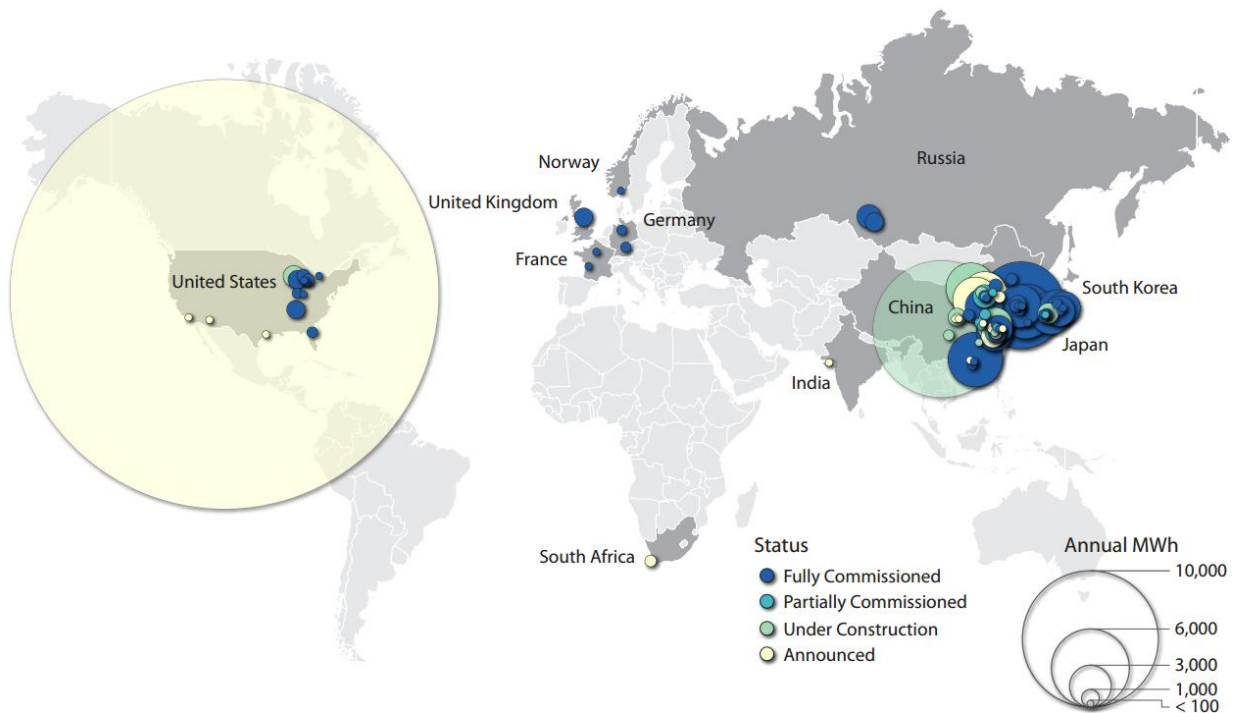 Norway
Russia
United Kingdom
Germany
France
United States
China
South Korea
Japan
India
South Africa
Status
Fully Commissioned
Partially Commissioned
Under Construction
Announced
Annual MWh
10,000
6,000
3,000
1,000
< 100